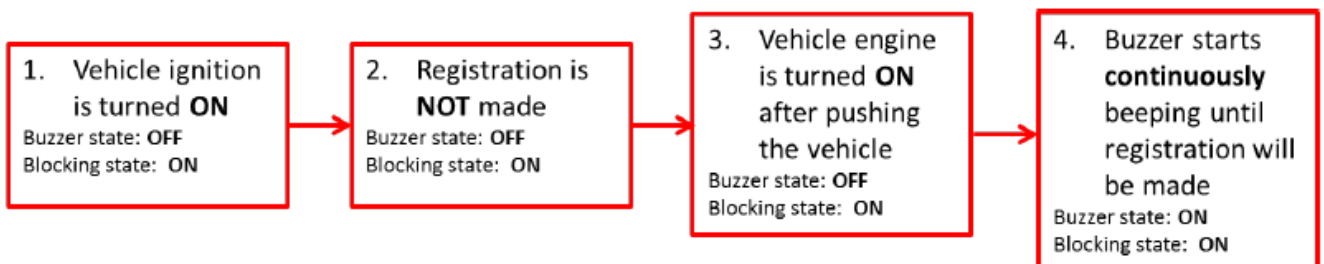 1. Vehicle ignition
is turned ON
Buzzer state: OFF
Blocking state: ON
2. Registration is
NOT made
Buzzer state: OFF
Blocking state: ON
3. Vehicle engine
is turned ON
after pushing
the vehicle
Buzzer state: OFF
Blocking state: ON
4. Buzzer starts
continuously
beeping until
registration will
be made
Buzzer state: ON
Blocking state: ON